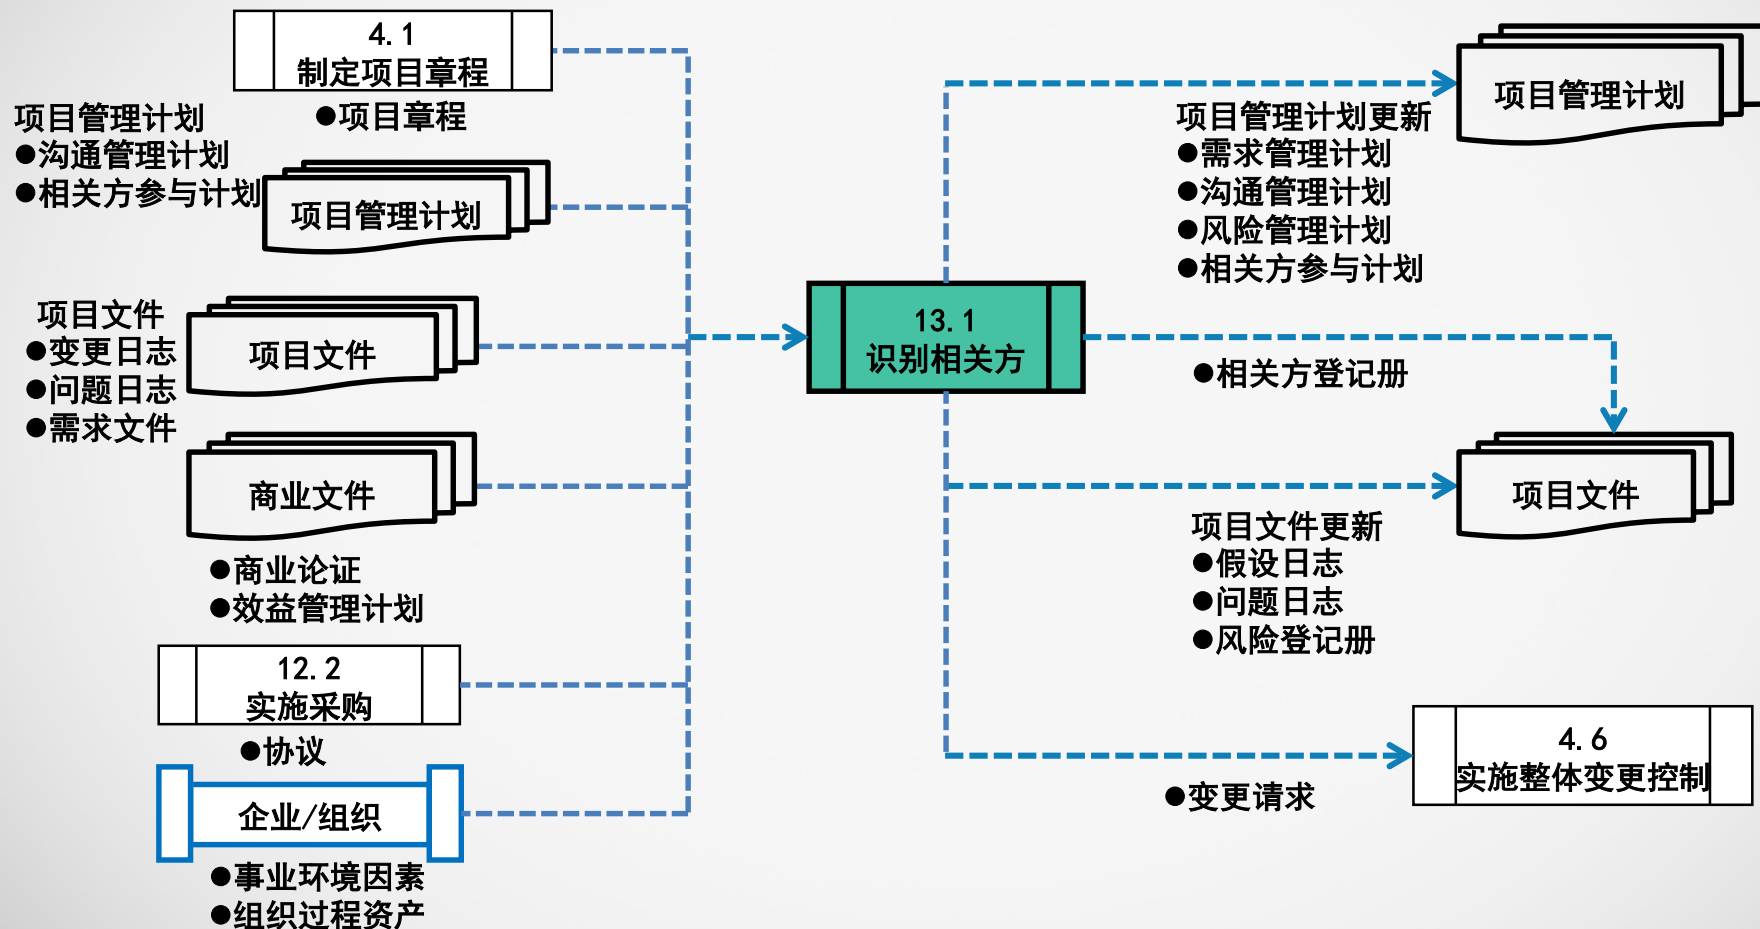 4.1
制定项目章程
●项目章程
项目管理计划
●沟通管理计划
●相关方参与计划
项目管理计划
项目文件
●变更日志
●问题日志
●需求文件
项目文件
商业文件
●商业论证
●效益管理计划
12.2
实施采购
●协议
企业/组织
●事业环境因素
●组织过程资产
13.1
识别相关方
项目管理计划
项目管理计划更新
●需求管理计划
●沟通管理计划
●风险管理计划
●相关方参与计划
●相关方登记册
项目文件
项目文件更新
●假设日志
●问题日志
●风险登记册
4.6
实施整体变更控制
●变更请求